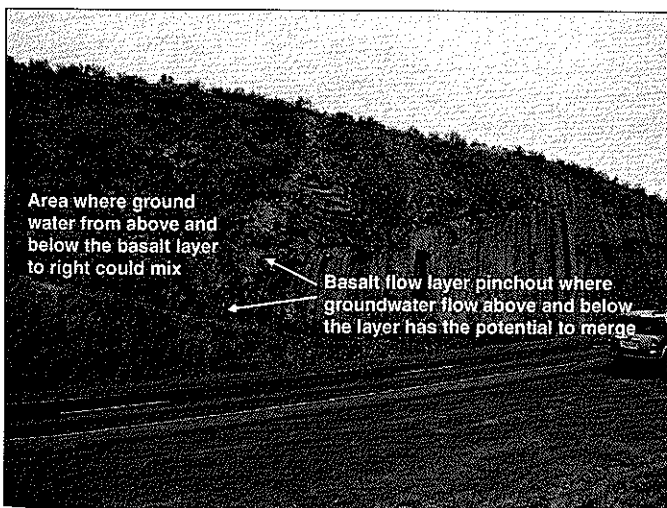 Area where ground
water from above and
below the basalt layer
to right could mix
Basalt flow layer pinchout where
groundwater flow above and below
the layer has the potential to merge